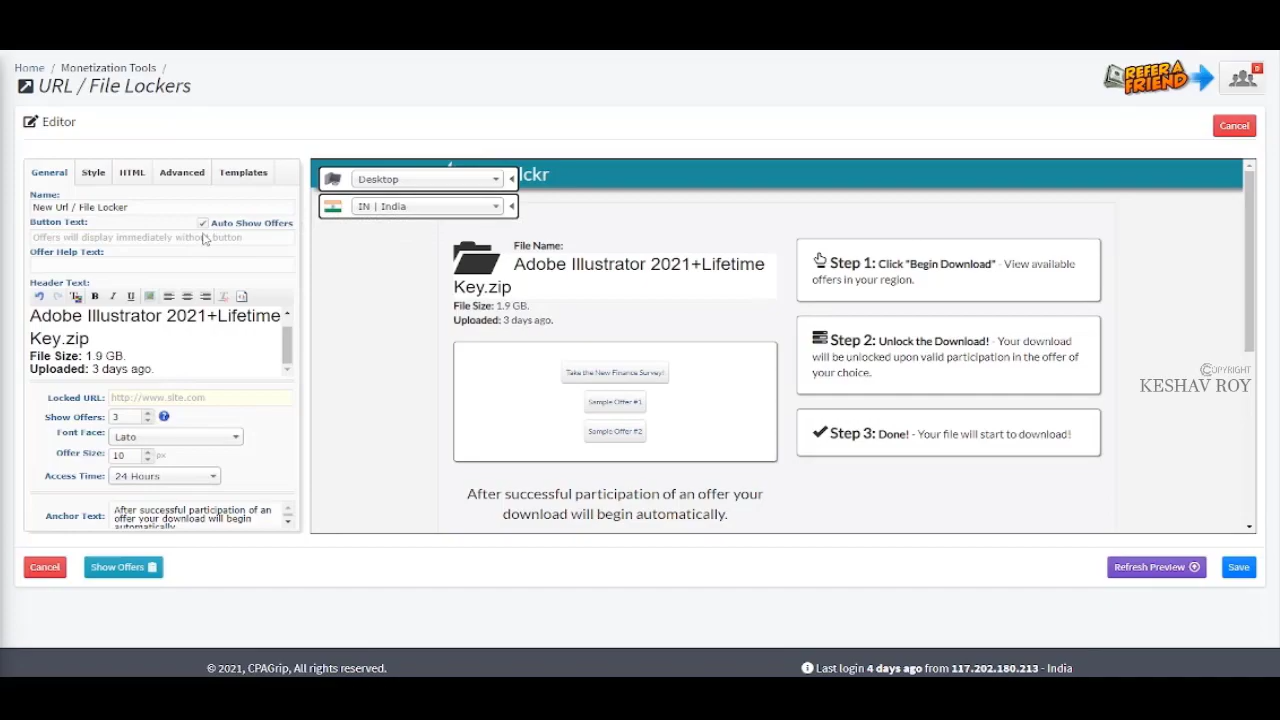 Home / Monetization Tools /
URL / File Lockers
REFER A FRIEND
Editor
Cancel
General Style HTML Advanced Templates
Name:
New Url / File Locker
Button Text: Auto Show Offers
Offers will display immediately without button
Offer Help Text:
Header Text:
B I U
Adobe Illustrator 2021+Lifetime
Key.zip
File Size: 1.9 GB.
Uploaded: 3 days ago.
Locked URL: http://www.site.com
Show Offers: 3
Font Face: Lato
Offer Size: 10 px
Access Time: 24 Hours
Anchor Text: After successful participation of an
offer your download will begin
automatically.
lckr
Desktop
IN | India
File Name:
Adobe Illustrator 2021+Lifetime
Key.zip
File Size: 1.9 GB.
Uploaded: 3 days ago.
Take the New Finance Survey!
Sample Offer #1
Sample Offer #2
After successful participation of an offer your
download will begin automatically.
Step 1: Click "Begin Download" - View available
offers in your region.
Step 2: Unlock the Download! - Your download
will be unlocked upon valid participation in the offer of
your choice.
Step 3: Done! - Your file will start to download!
©COPYRIGHT
KESHAV ROY
Cancel
Show Offers
Refresh Preview
Save
© 2021, CPAGrip, All rights reserved.
Last login 4 days ago from 117.202.180.213 - India